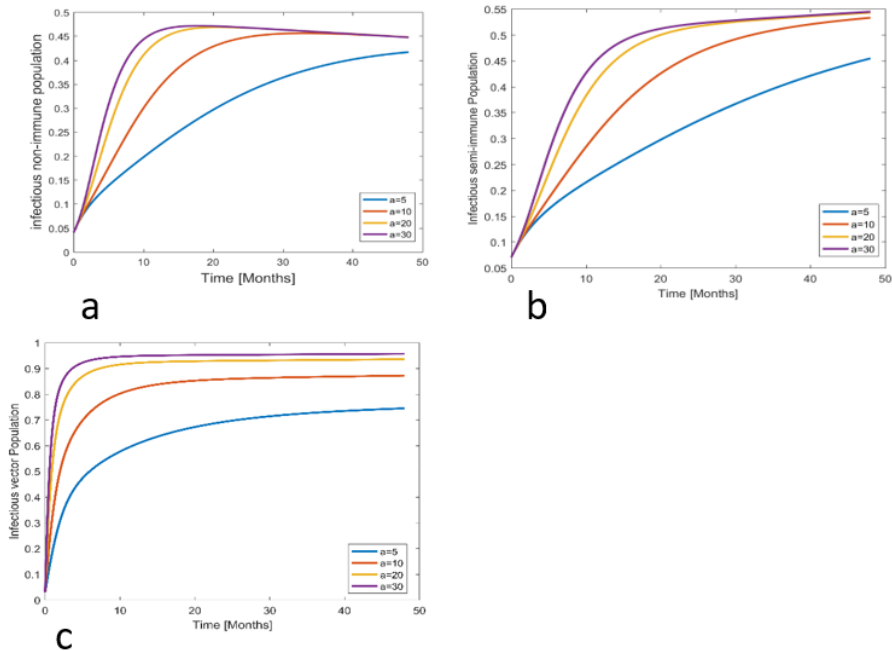 0.5
0.45
0.4
0.35
0.3
0.25
0.2
0.15
0.1
0.05
0
infectious non-immune population
0 10 20 30 40 50
Time [Months]
a=5
a=10
a=20
a=30
a
0.55
0.5
0.45
0.4
0.35
0.3
0.25
0.2
0.15
0.1
0.05
Infectious semi-immune Population
0 10 20 30 40 50
Time [Months]
a=5
a=10
a=20
a=30
b
1
0.9
0.8
0.7
0.6
0.5
0.4
0.3
0.2
0.1
0
Infectious vector Population
0 10 20 30 40 50
Time [Months]
a=5
a=10
a=20
a=30
c